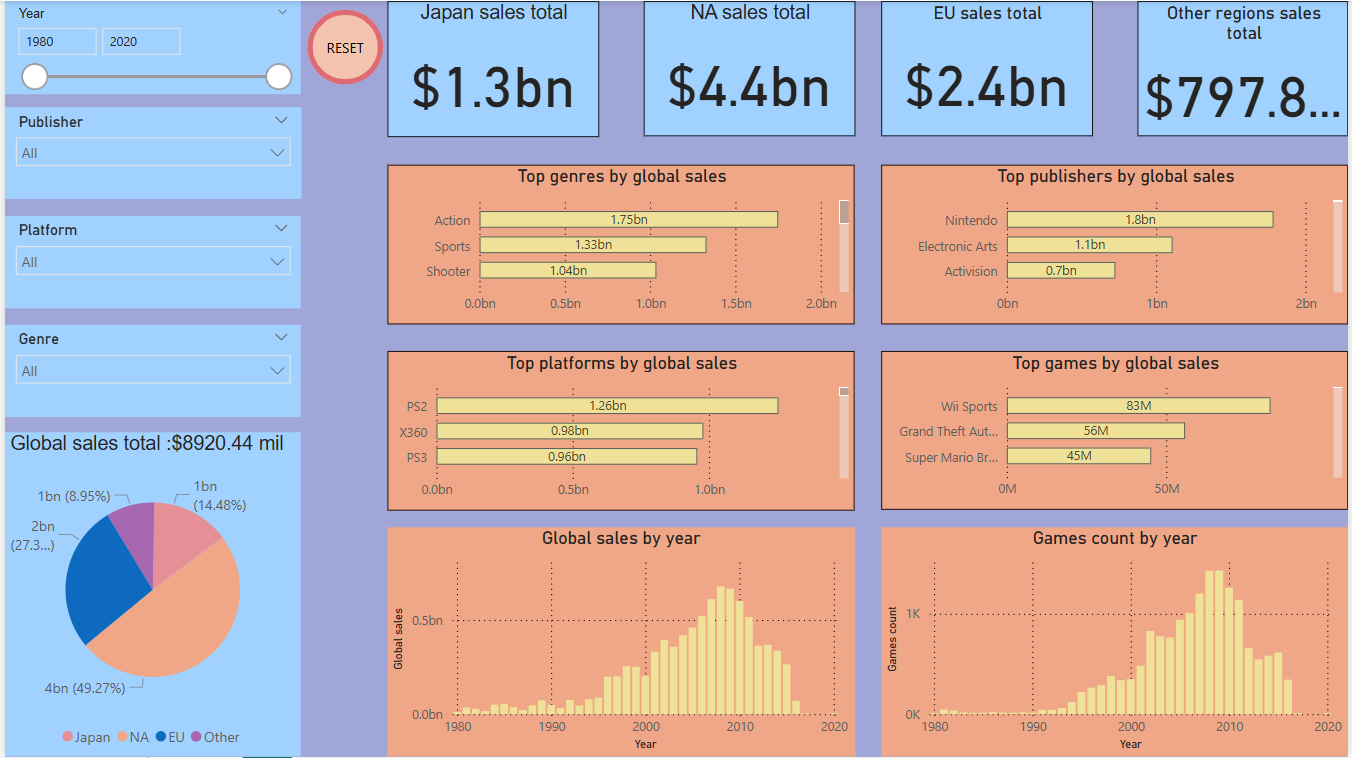 Year
1980
2020
Publisher
All
Platform
All
Genre
All
Global sales total :$8920.44 mil
1bn (8.95%)
1bn
(14.48%)
2bn
(27.3...)
4bn (49.27%)
Japan NA EU Other
RESET
Japan sales total
$1.3bn
NA sales total
$4.4bn
EU sales total
$2.4bn
Other regions sales
total
$797.8...
Top genres by global sales
Action 1.75bn
Sports 1.33bn
Shooter 1.04bn
0.0bn 0.5bn 1.0bn 1.5bn 2.0bn
Top publishers by global sales
Nintendo 1.8bn
Electronic Arts 1.1bn
Activision 0.7bn
0bn 1bn 2bn
Top platforms by global sales
PS2 1.26bn
X360 0.98bn
PS3 0.96bn
0.0bn 0.5bn 1.0bn
Top games by global sales
Wii Sports 83M
Grand Theft Aut... 56M
Super Mario Br... 45M
0M 50M
Global sales by year
Global sales
0.5bn
0.0bn
1980 1990 2000 2010 2020
Year
Games count by year
Games count
1K
0K
1980 1990 2000 2010 2020
Year